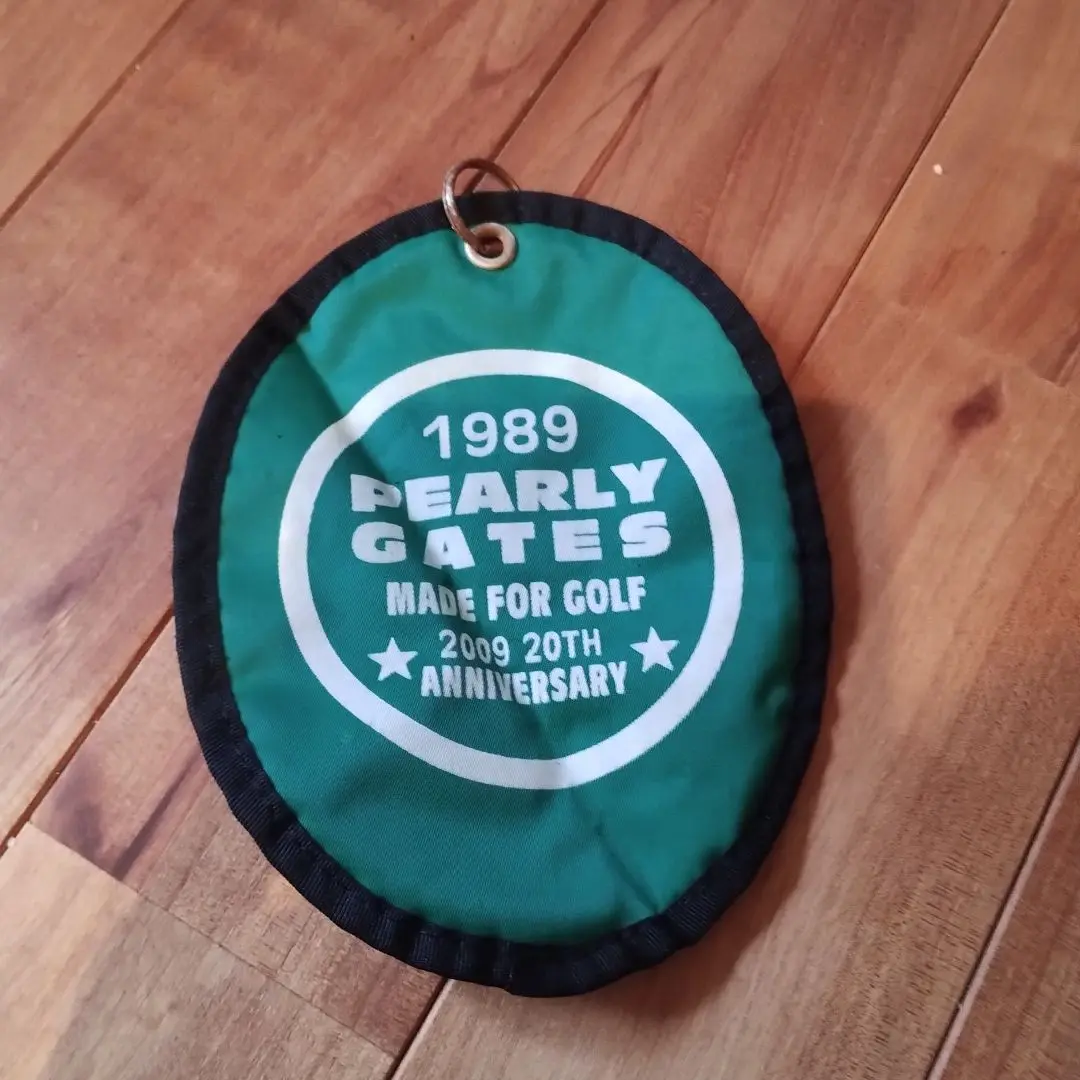 1989
PEARLY
GATES
MADE FOR GOLF
2009 20TH
ANNIVERSARY